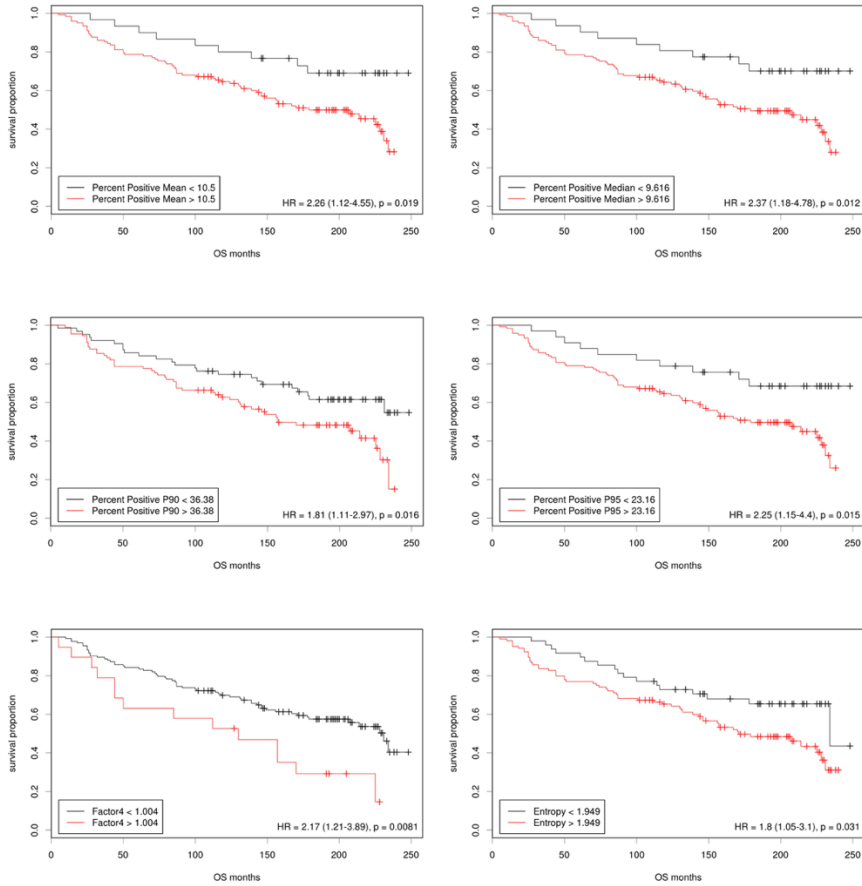 1.0
0.8
0.6
0.4
0.2
0.0
survival proportion
Percent Positive Mean < 10.5
Percent Positive Mean > 10.5
HR = 2.26 (1.12-4.55), p = 0.019
0 50 100 150 200 250
OS months
1.0
0.8
0.6
0.4
0.2
0.0
survival proportion
Percent Positive Median < 9.616
Percent Positive Median > 9.616
HR = 2.37 (1.18-4.78), p = 0.012
0 50 100 150 200 250
OS months
1.0
0.8
0.6
0.4
0.2
0.0
survival proportion
Percent Positive P90 < 36.38
Percent Positive P90 > 36.38
HR = 1.81 (1.11-2.97), p = 0.016
0 50 100 150 200 250
OS months
1.0
0.8
0.6
0.4
0.2
0.0
survival proportion
Percent Positive P95 < 23.16
Percent Positive P95 > 23.16
HR = 2.25 (1.15-4.4), p = 0.015
0 50 100 150 200 250
OS months
1.0
0.8
0.6
0.4
0.2
0.0
survival proportion
Factor4 < 1.004
Factor4 > 1.004
HR = 2.17 (1.21-3.89), p = 0.0081
0 50 100 150 200 250
OS months
1.0
0.8
0.6
0.4
0.2
0.0
survival proportion
Entropy < 1.949
Entropy > 1.949
HR = 1.8 (1.05-3.1), p = 0.031
0 50 100 150 200 250
OS months